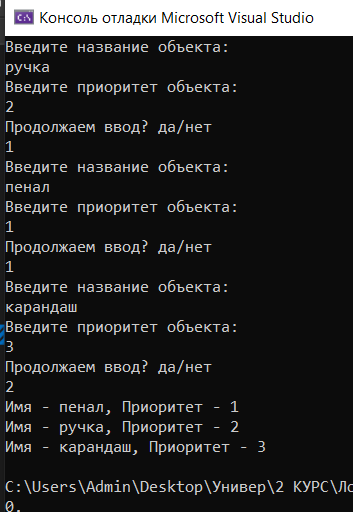 C:\ Консоль отладки Microsoft Visual Studio
Введите название объекта:
ручка
Введите приоритет объекта:
2
Продолжаем ввод? да/нет
1
Введите название объекта:
пенал
Введите приоритет объекта:
1
Продолжаем ввод? да/нет
1
Введите название объекта:
карандаш
Введите приоритет объекта:
3
Продолжаем ввод? да/нет
2
Имя - пенал, Приоритет - 1
Имя - ручка, Приоритет - 2
Имя - карандаш, Приоритет - 3
C:\Users\Admin\Desktop\Универ\2 КУРС\Ло
0.